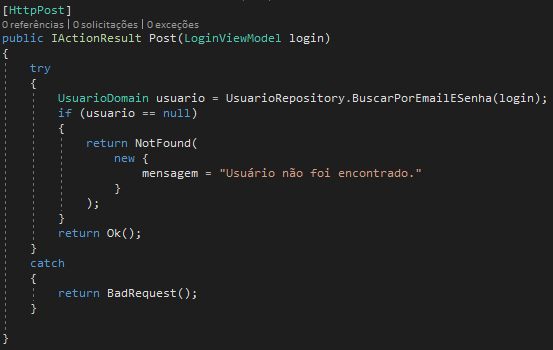 [HttpPost]
0 referências | 0 solicitações | 0 exceções
public IActionResult Post(LoginViewModel login)
{
try
{
UsuarioDomain usuario = UsuarioRepository.BuscarPorEmailESenha(login);
if (usuario == null)
{
return NotFound(
new {
mensagem = "Usuário não foi encontrado."
}
);
}
return Ok();
}
catch
{
return BadRequest();
}
}